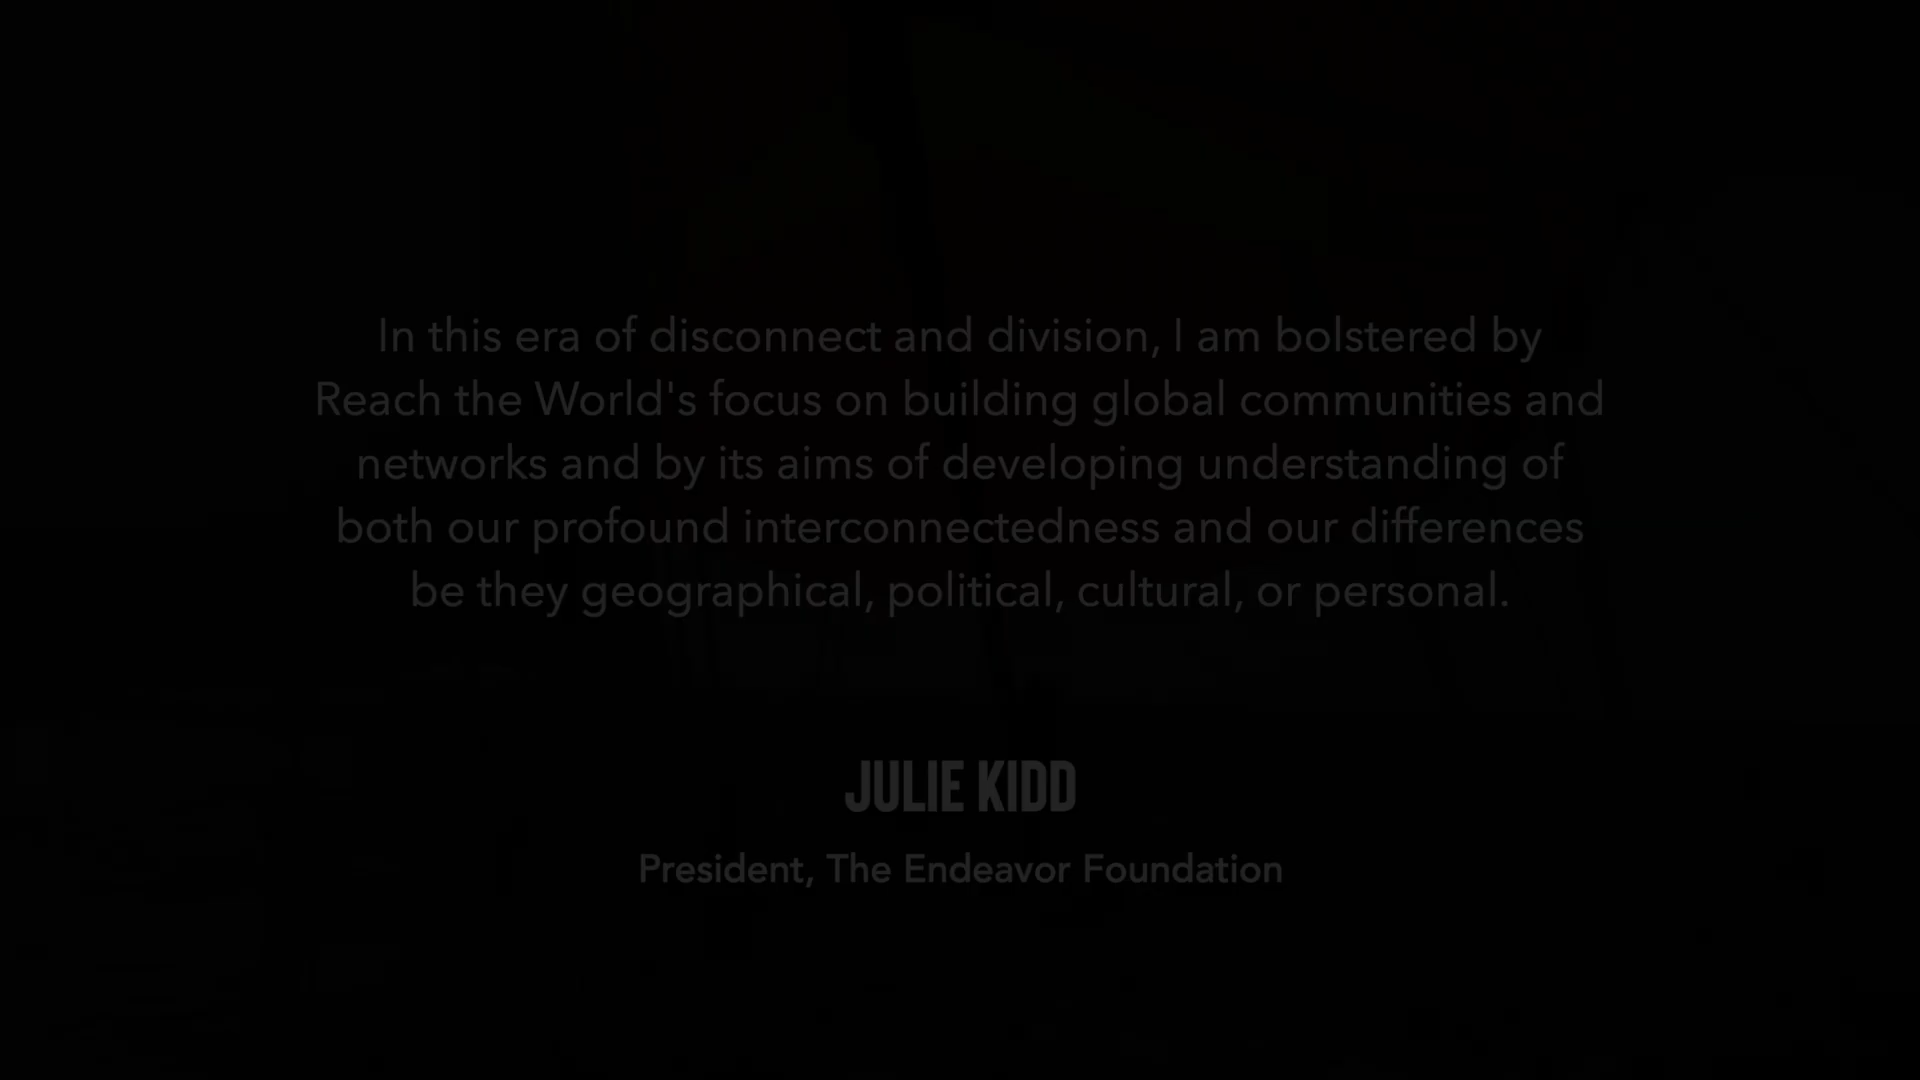 In this era of disconnect and division, I am bolstered by
Reach the World's focus on building global communities and
networks and by its aims of developing understanding of
both our profound interconnectedness and our differences
be they geographical, political, cultural, or personal.
JULIE KIDD
President, The Endeavor Foundation